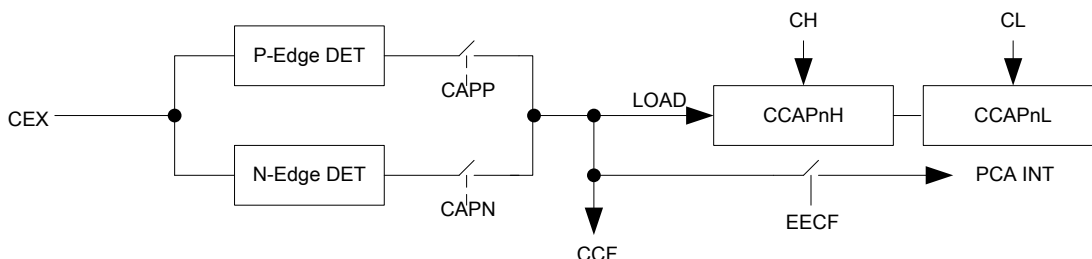 CH
CL
P-Edge DET
CAPP
LOAD
CEX
CCAPnH
CCAPnL
N-Edge DET
PCA INT
CAPN
EECF
CCF